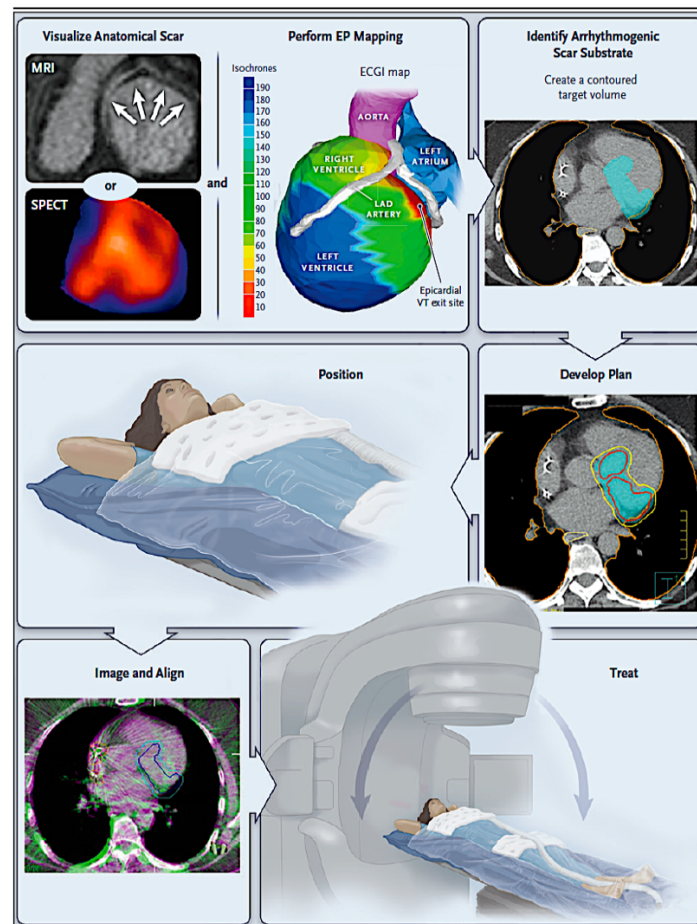 Visualize Anatomical Scar
MRI
or
SPECT
and
Perform EP Mapping
Isochrones
ECGI map
190
180
170
160
150
140
130
120
110
100
90
80
70
60
50
40
30
20
10
AORTA
LEFT
ATRIUM
RIGHT
VENTRICLE
LAD
ARTERY
LEFT
VENTRICLE
Epicardial
VT exit site
Identify Arrhythmogenic
Scar Substrate
Create a contoured
target volume
Develop Plan
Position
Image and Align
Treat